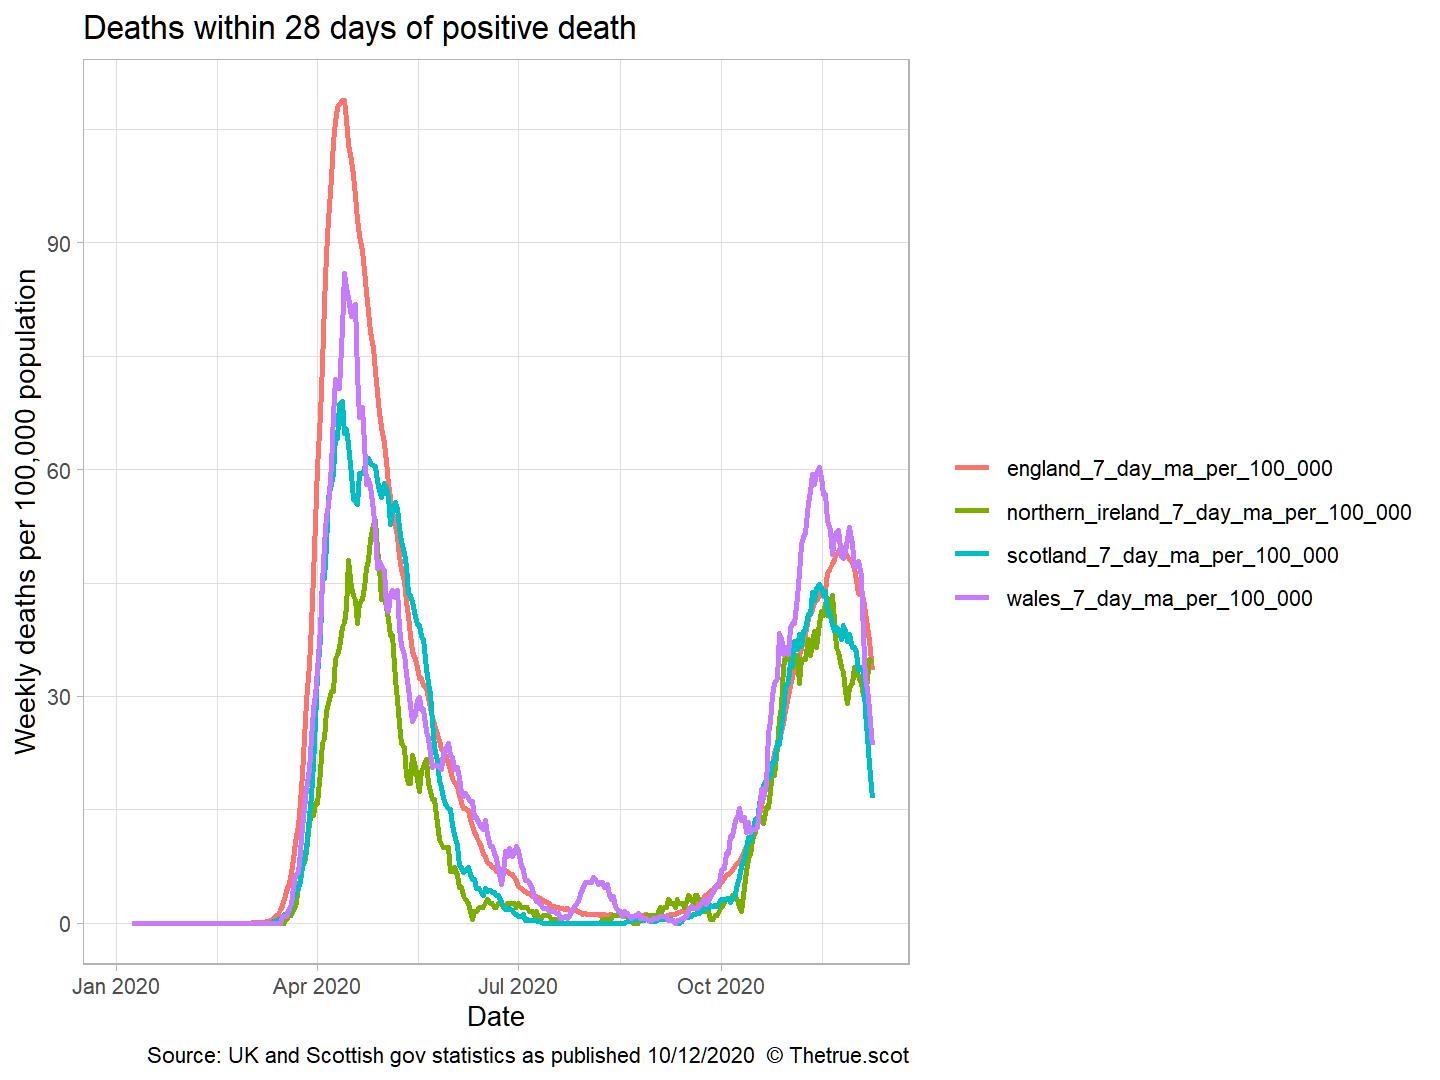 Deaths within 28 days of positive death
Weekly deaths per 100,000 population
90
60
30
0
Jan 2020
Apr 2020
Jul 2020
Oct 2020
Date
england_7_day_ma_per_100_000
northern_ireland_7_day_ma_per_100_000
scotland_7_day_ma_per_100_000
wales_7_day_ma_per_100_000
Source: UK and Scottish gov statistics as published 10/12/2020 © Thetrue.scot